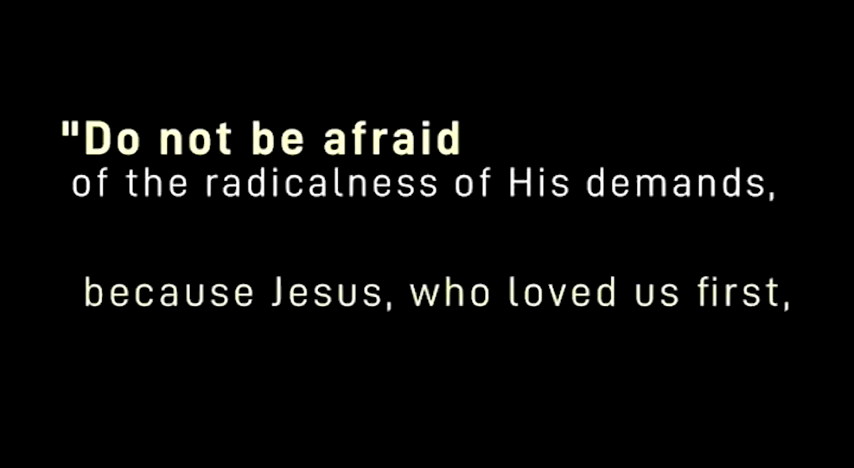 "Do not be afraid
of the radicalness of His demands,
because Jesus, who loved us first,